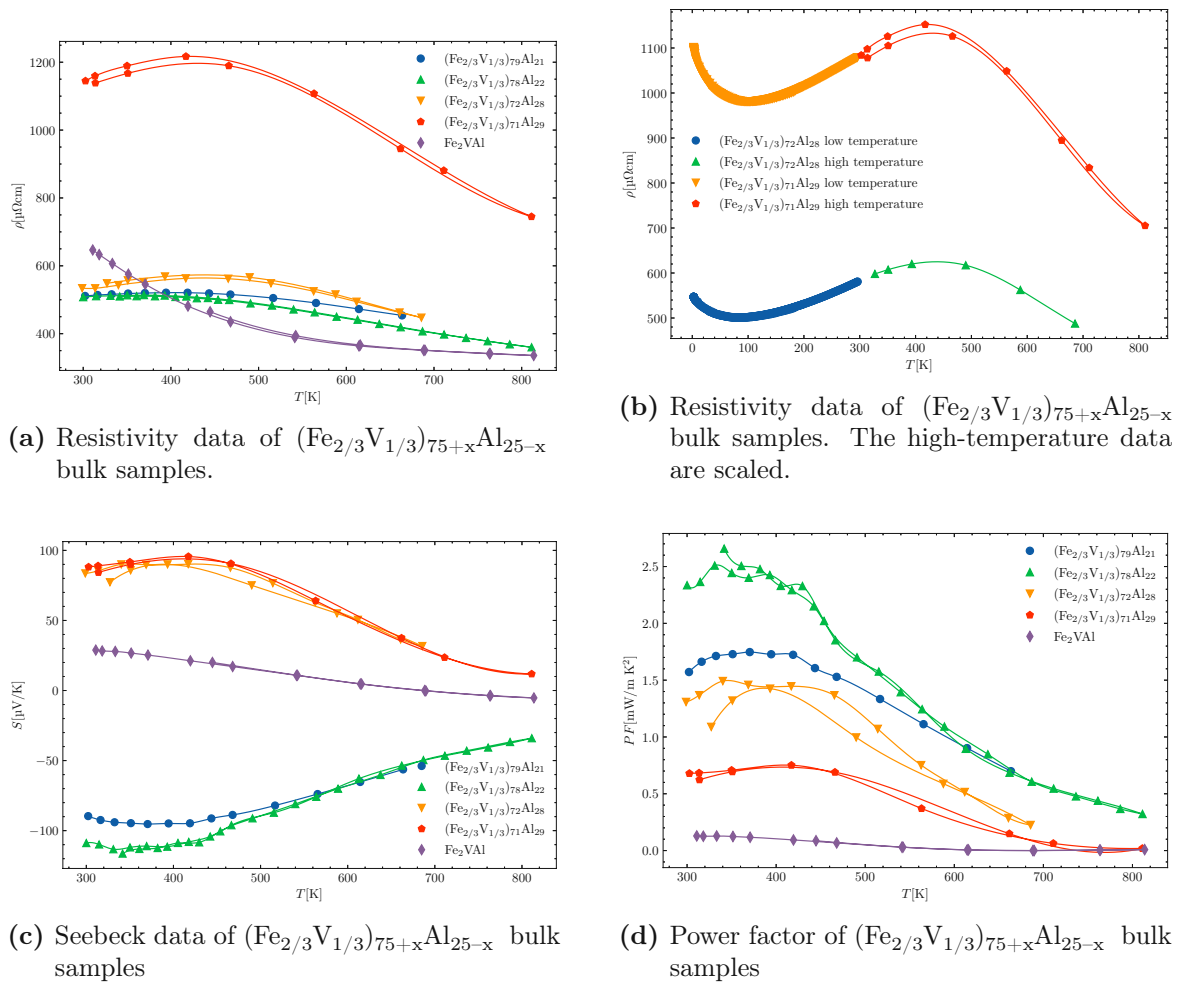 1200
1000
800
600
400
ρ[μΩcm]
300
400
500
600
700
800
T[K]
(Fe2/3V1/3)79Al21
(Fe2/3V1/3)78Al22
(Fe2/3V1/3)72Al28
(Fe2/3V1/3)71Al29
Fe2VAl
(a) Resistivity data of (Fe2/3V1/3)75+xAl25−x
bulk samples.
1100
1000
900
800
700
600
500
ρ[μΩcm]
0
100
200
300
400
500
600
700
800
T[K]
(Fe2/3V1/3)72Al28 low temperature
(Fe2/3V1/3)72Al28 high temperature
(Fe2/3V1/3)71Al29 low temperature
(Fe2/3V1/3)71Al29 high temperature
(b) Resistivity data of (Fe2/3V1/3)75+xAl25−x
bulk samples. The high-temperature data
are scaled.
100
50
0
−50
−100
S[μV/K]
300
400
500
600
700
800
T[K]
(Fe2/3V1/3)79Al21
(Fe2/3V1/3)78Al22
(Fe2/3V1/3)72Al28
(Fe2/3V1/3)71Al29
Fe2VAl
(c) Seebeck data of (Fe2/3V1/3)75+xAl25−x bulk
samples
2.5
2.0
1.5
1.0
0.5
0.0
PF[mW/m K²]
300
400
500
600
700
800
T[K]
(Fe2/3V1/3)79Al21
(Fe2/3V1/3)78Al22
(Fe2/3V1/3)72Al28
(Fe2/3V1/3)71Al29
Fe2VAl
(d) Power factor of (Fe2/3V1/3)75+xAl25−x bulk
samples